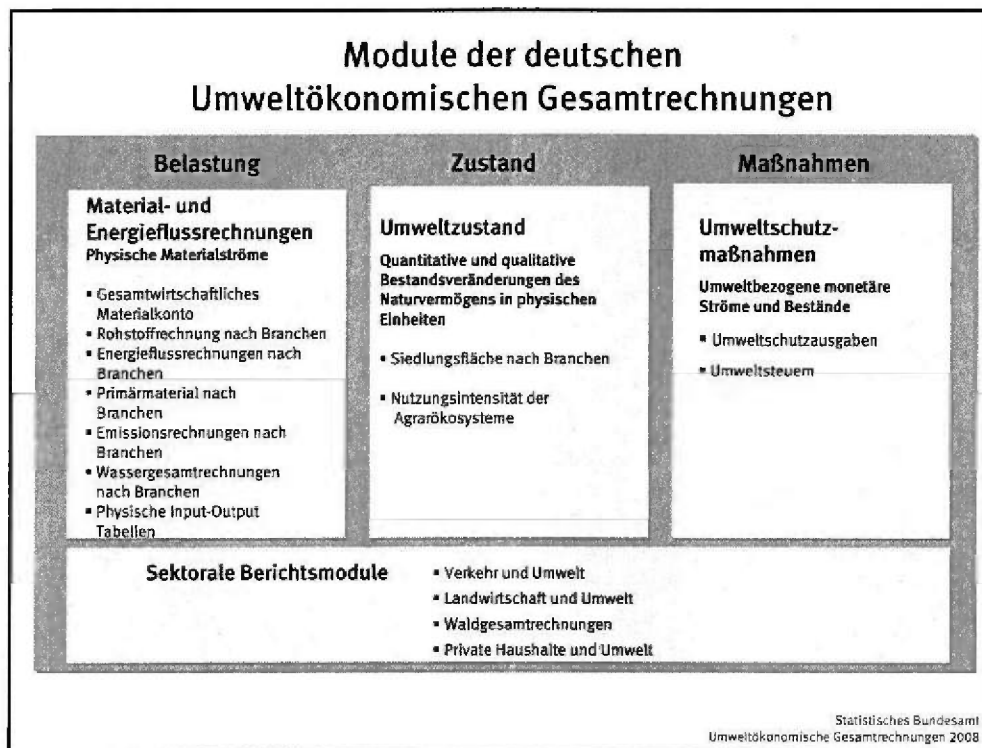 Module der deutschen
Umweltökonomischen Gesamtrechnungen
Belastung
Material- und
Energieflussrechnungen
Physische Materialströme
▪ Gesamtwirtschaftliches
Materialkonto
▪ Rohstoffrechnung nach Branchen
▪ Energieflussrechnungen nach
Branchen
▪ Primärmaterial nach
Branchen
▪ Emissionsrechnungen nach
Branchen
▪ Wassergesamtrechnungen
nach Branchen
▪ Physische Input-Output
Tabellen
Zustand
Umweltzustand
Quantitative und qualitative
Bestandsveränderungen des
Naturvermögens in physischen
Einheiten
▪ Siedlungsfläche nach Branchen
▪ Nutzungsintensität der
Agrarökosysteme
Maßnahmen
Umweltschutz-
maßnahmen
Umweltbezogene monetäre
Ströme und Bestände
▪ Umweltschutzausgaben
▪ Umweltsteuern
Sektorale Berichtsmodule
▪ Verkehr und Umwelt
▪ Landwirtschaft und Umwelt
▪ Waldgesamtrechnungen
▪ Private Haushalte und Umwelt
Statistisches Bundesamt
Umweltökonomische Gesamtrechnungen 2008